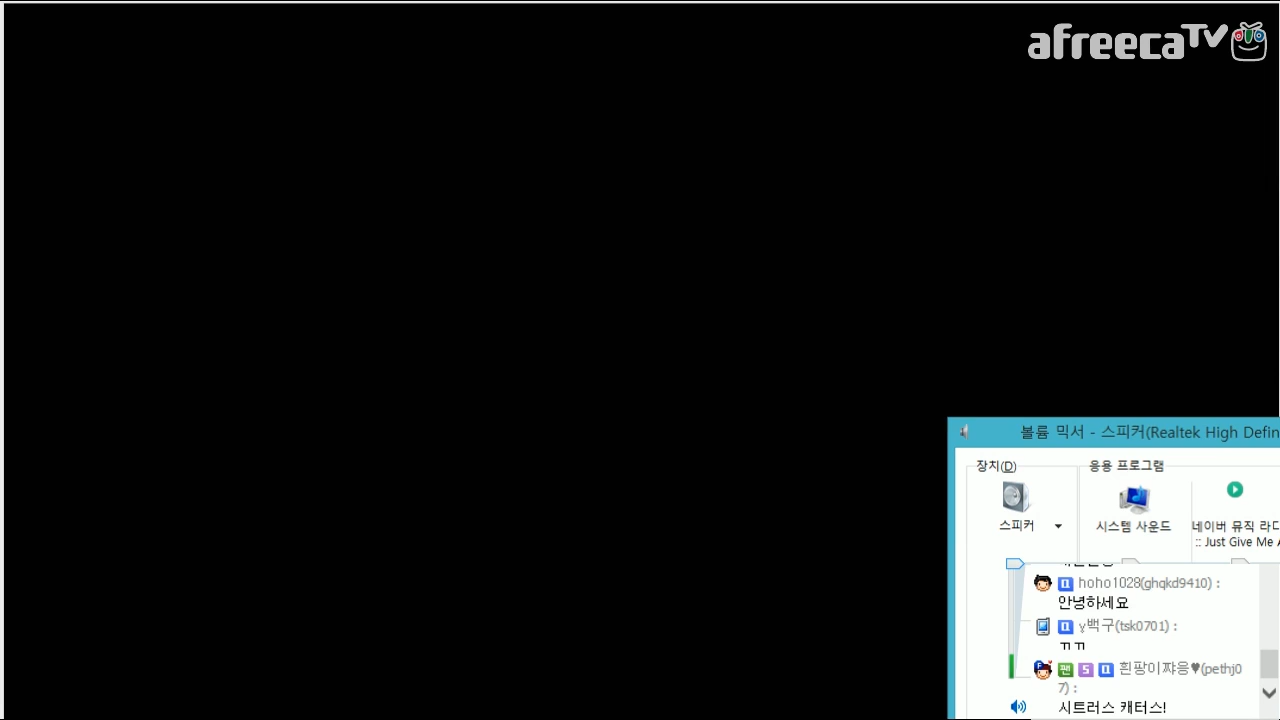 afreecaTV
볼륨 믹서 - 스피커(Realtek High Defin
장치(D)
응용 프로그램
스피커
시스템 사운드
네이버 뮤직 라디
:: Just Give Me A
hoho1028(ghqkd9410) :
안녕하세요
백구(tsk0701) :
ㄲㄲ
팬 S
흰팡이쨔응♥(pethj0
7) :
시트러스 캐터스!